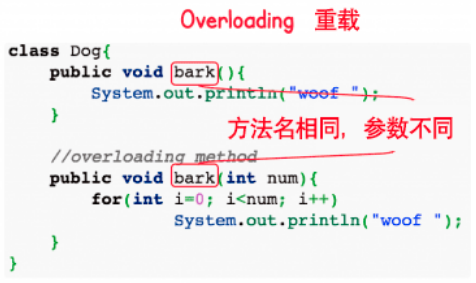 Overloading 重载
class Dog{
public void bark(){
System.out.println("woof ");
}
方法名相同，参数不同
//overloading method
public void bark(int num){
for(int i=0; i<num; i++)
System.out.println("woof ");
}
}